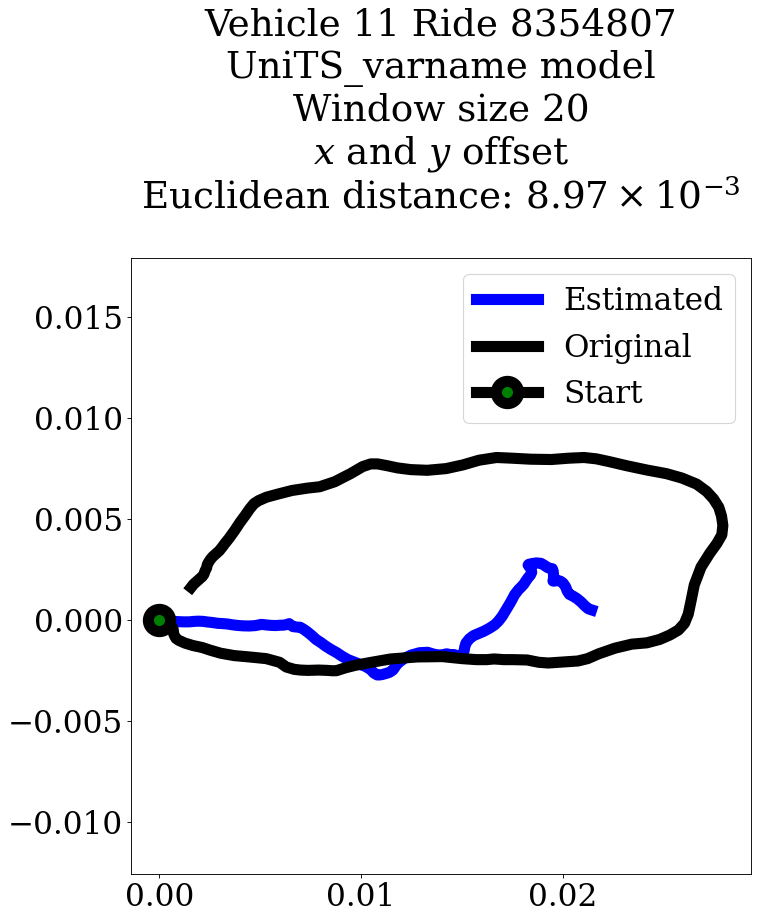 Vehicle 11 Ride 8354807
UniTS_varname model
Window size 20
x and y offset
Euclidean distance: 8.97 × 10⁻³
Estimated
Original
Start
0.015
0.010
0.005
0.000
−0.005
−0.010
0.00 0.01 0.02